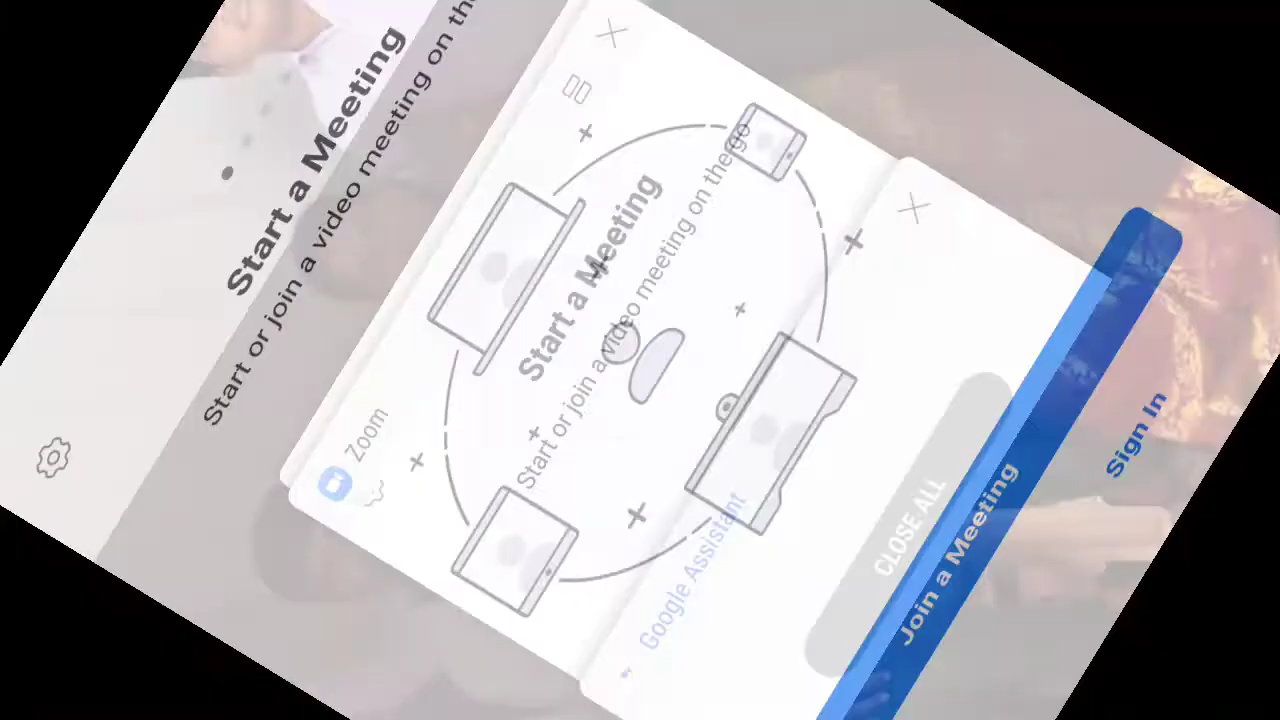 Start a Meeting
Start or join a video meeting on the
Zoom
Start a Meeting
Start or join a video meeting on the go
Google Assistant
CLOSE ALL
Join a Meeting
Sign In